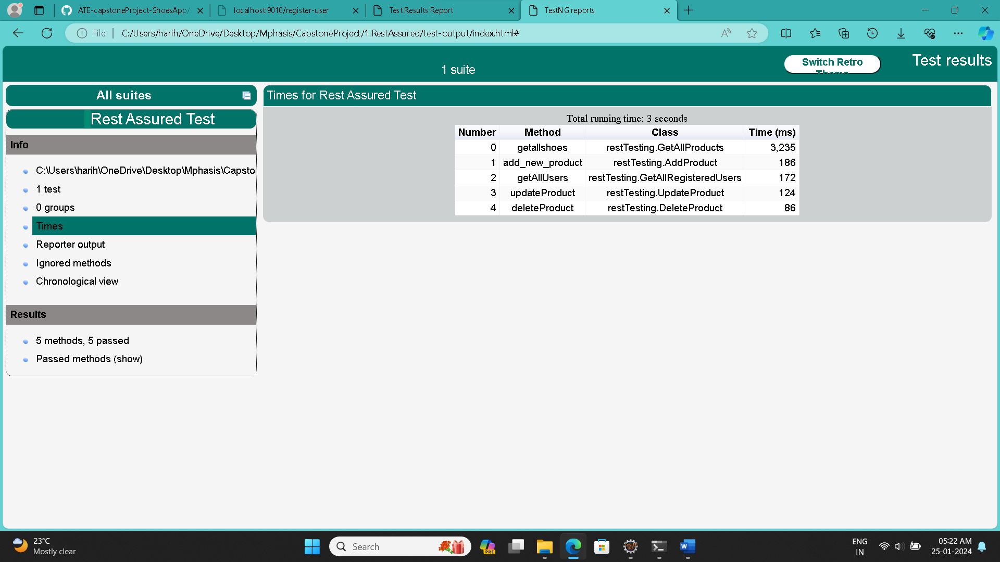 ATE-capstoneProject-ShoesApp/
localhost:9010/register-user
Test Results Report
TestNG reports
File
C:/Users/harih/OneDrive/Desktop/Mphasis/CapstoneProject/1.RestAssured/test-output/index.html#
1 suite
Switch Retro
Theme
Test results
All suites
Rest Assured Test
Info
C:\Users\harih\OneDrive\Desktop\Mphasis\Capsto
1 test
0 groups
Times
Reporter output
Ignored methods
Chronological view
Results
5 methods, 5 passed
Passed methods (show)
Times for Rest Assured Test
Total running time: 3 seconds
Number Method Class Time (ms)
0 getallshoes restTesting.GetAllProducts 3,235
1 add_new_product restTesting.AddProduct 186
2 getAllUsers restTesting.GetAllRegisteredUsers 172
3 updateProduct restTesting.UpdateProduct 124
4 deleteProduct restTesting.DeleteProduct 86
23°C
Mostly clear
Search
PRE
ENG
IN
05:22 AM
25-01-2024